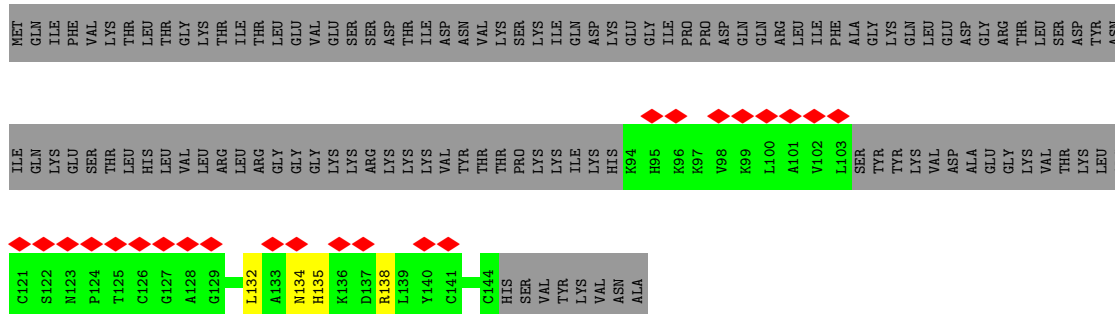 MET GLN ILE PHE VAL LYS THR LEU THR GLY LYS THR ILE THR LEU GLU VAL GLU SER SER ASP THR ILE ASP ASN VAL LYS SER LYS ILE GLN ASP LYS GLU GLY ILE PRO PRO ASP GLN GLN ARG LEU ILE PHE ALA GLY LYS GLN LEU GLU ASP GLY ARG THR LEU SER ASP TYR ASN
ILE GLN LYS GLU SER THR LEU HIS LEU VAL LEU ARG LEU ARG GLY GLY GLY LYS LYS ARG LYS LYS LYS VAL TYR THR THR PRO LYS LYS ILE LYS HIS K94 H95 K96 K97 V98 K99 L100 A101 V102 L103 SER TYR TYR LYS VAL ASP ALA GLU GLY LYS VAL THR LYS LEU
C121 S122 N123 P124 T125 C126 G127 A128 G129 L132 A133 N134 H135 K136 D137 R138 L139 Y140 C141 C144 HIS SER VAL TYR LYS VAL ASN ALA